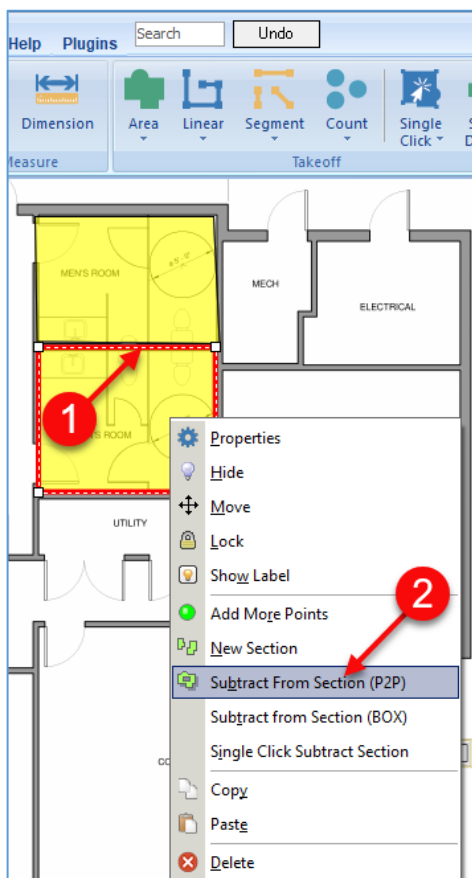 Help Plugins Search Undo
Dimension Area Linear Segment Count Single
Click
Measure Takeoff
MEN'S ROOM
MECH
ELECTRICAL
1
'S ROOM
UTILITY
2
Properties
Hide
Move
Lock
Show Label
Add More Points
New Section
Subtract From Section (P2P)
Subtract from Section (BOX)
Single Click Subtract Section
Copy
Paste
Delete